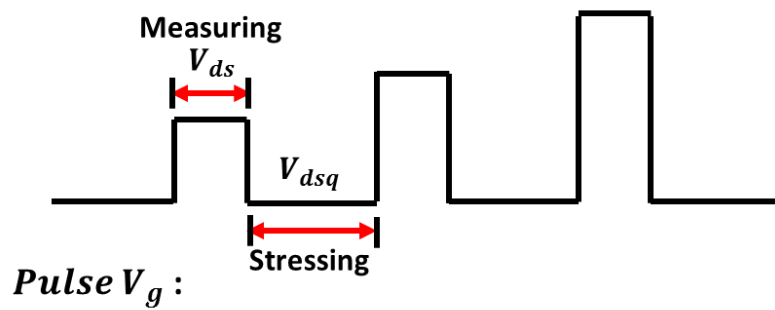 Measuring
V_ds
V_dsq
Stressing
Pulse V_g :